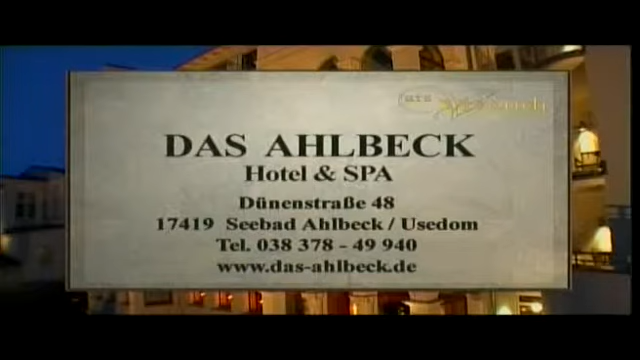 DAS AHLBECK
Hotel & SPA
Dünenstraße 48
17419 Seebad Ahlbeck / Usedom
Tel. 038 378 - 49 940
www.das-ahlbeck.de